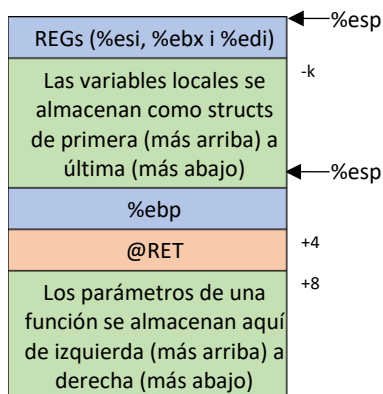 %esp
REGs (%esi, %ebx i %edi)
-k
Las variables locales se
almacenan como structs
de primera (más arriba) a
última (más abajo)
%esp
%ebp
@RET
+4
+8
Los parámetros de una
función se almacenan aquí
de izquierda (más arriba) a
derecha (más abajo)